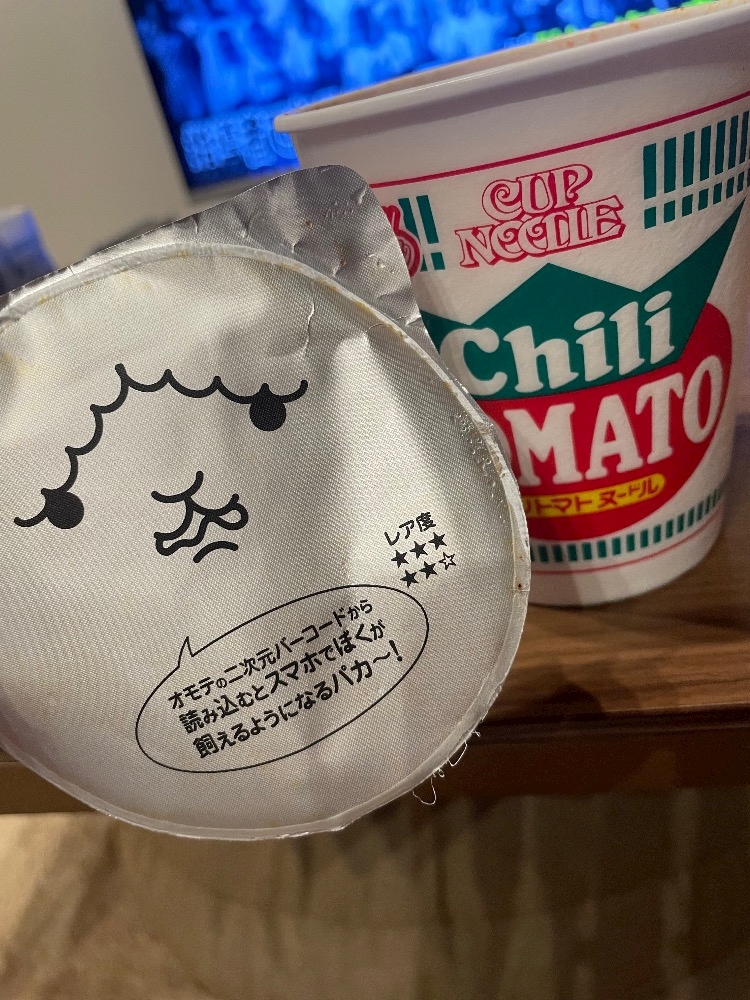 CUP
NOODLE
Chili
OMATO
トマト ヌードル
レア度
★★★
★★☆
オモテの二次元バーコードから
読み込むとスマホでぼくが
飼えるようになるパカ〜!